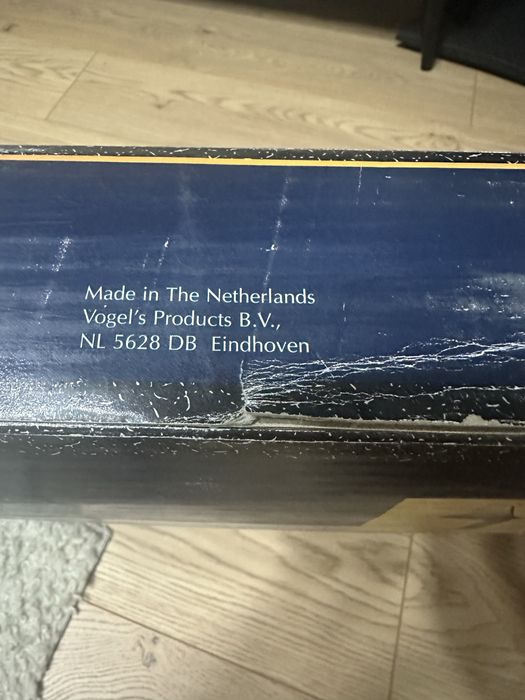 Made in The Netherlands
Vogel's Products B.V.,
NL 5628 DB Eindhoven